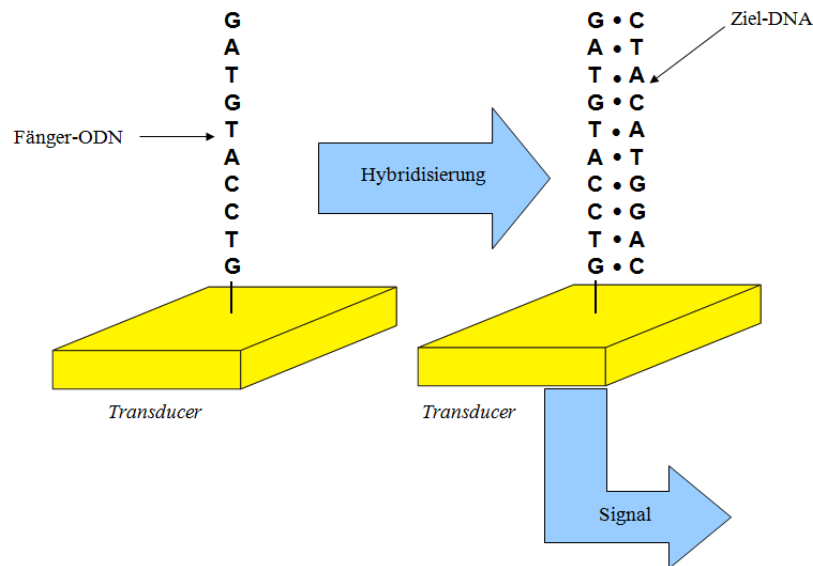 G
A
T
G
T
A
C
C
T
G
Fänger-ODN
Transducer
Hybridisierung
G • C
A • T
T • A
G • C
T • A
A • T
C • G
C • G
T • A
G • C
Ziel-DNA
Transducer
Signal